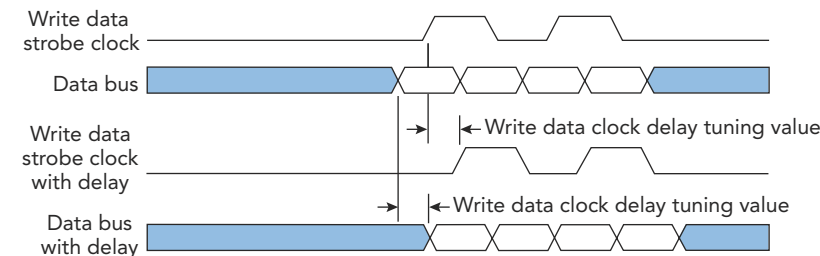 Write data
strobe clock
Data bus
Write data clock delay tuning value
Write data
strobe clock
with delay
Write data clock delay tuning value
Data bus
with delay